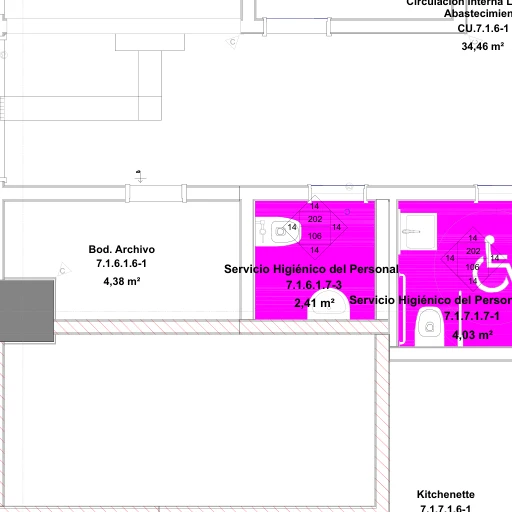 Circulación Interna L
Abastecimien
CU.7.1.6-1
34,46 m²
Bod. Archivo
7.1.6.1.6-1
4,38 m²
14
202
14
14
106
14
Servicio Higiénico del Personal
7.1.6.1.7-3
2,41 m²
14
202
14
14
106
14
Servicio Higiénico del Person
7.1.7.1.7-1
4,03 m²
Kitchenette
7.1.7.1.6-1